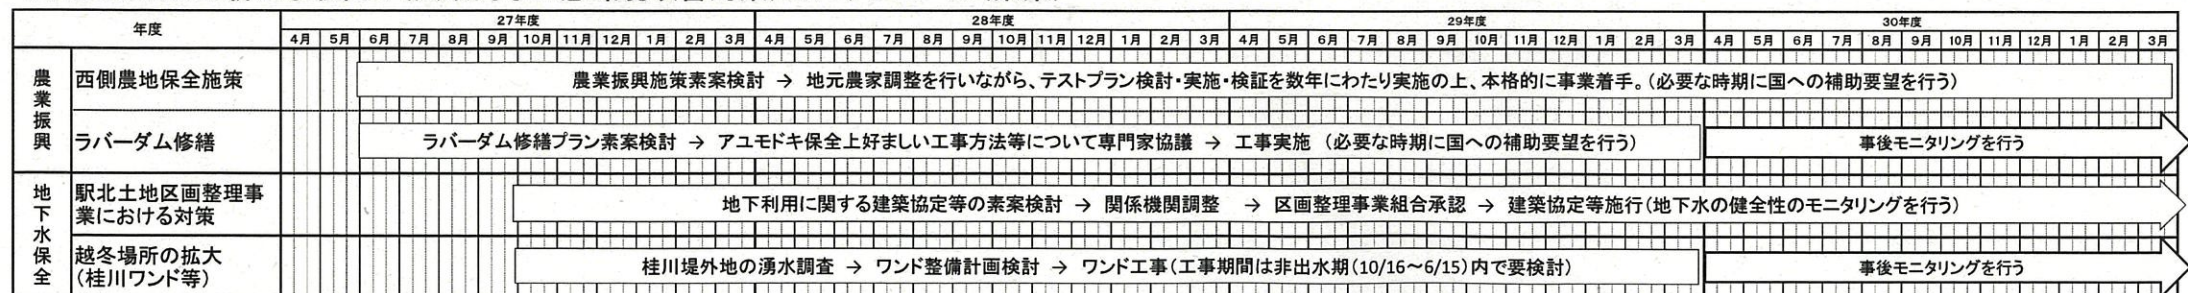 年度
27年度 28年度 29年度 30年度
4月 5月 6月 7月 8月 9月 10月 11月 12月 1月 2月 3月 4月 5月 6月 7月 8月 9月 10月 11月 12月 1月 2月 3月 4月 5月 6月 7月 8月 9月 10月 11月 12月 1月 2月 3月 4月 5月 6月 7月 8月 9月 10月 11月 12月 1月 2月 3月
農業振興
西側農地保全施策
農業振興施策素案検討 → 地元農家調整を行いながら、テストプラン検討・実施・検証を数年にわたり実施の上、本格的に事業着手。(必要な時期に国への補助要望を行う)
ラバーダム修繕
ラバーダム修繕プラン素案検討 → アユモドキ保全上好ましい工事方法等について専門家協議 → 工事実施 (必要な時期に国への補助要望を行う)
事後モニタリングを行う
地下水保全
駅北土地区画整理事
業における対策
地下利用に関する建築協定等の素案検討 → 関係機関調整 → 区画整理事業組合承認 → 建築協定等施行(地下水の健全性のモニタリングを行う)
越冬場所の拡大
(桂川ワンド等)
桂川堤外地の湧水調査 → ワンド整備計画検討 → ワンド工事(工事期間は非出水期(10/16～6/15)内で要検討)
事後モニタリングを行う